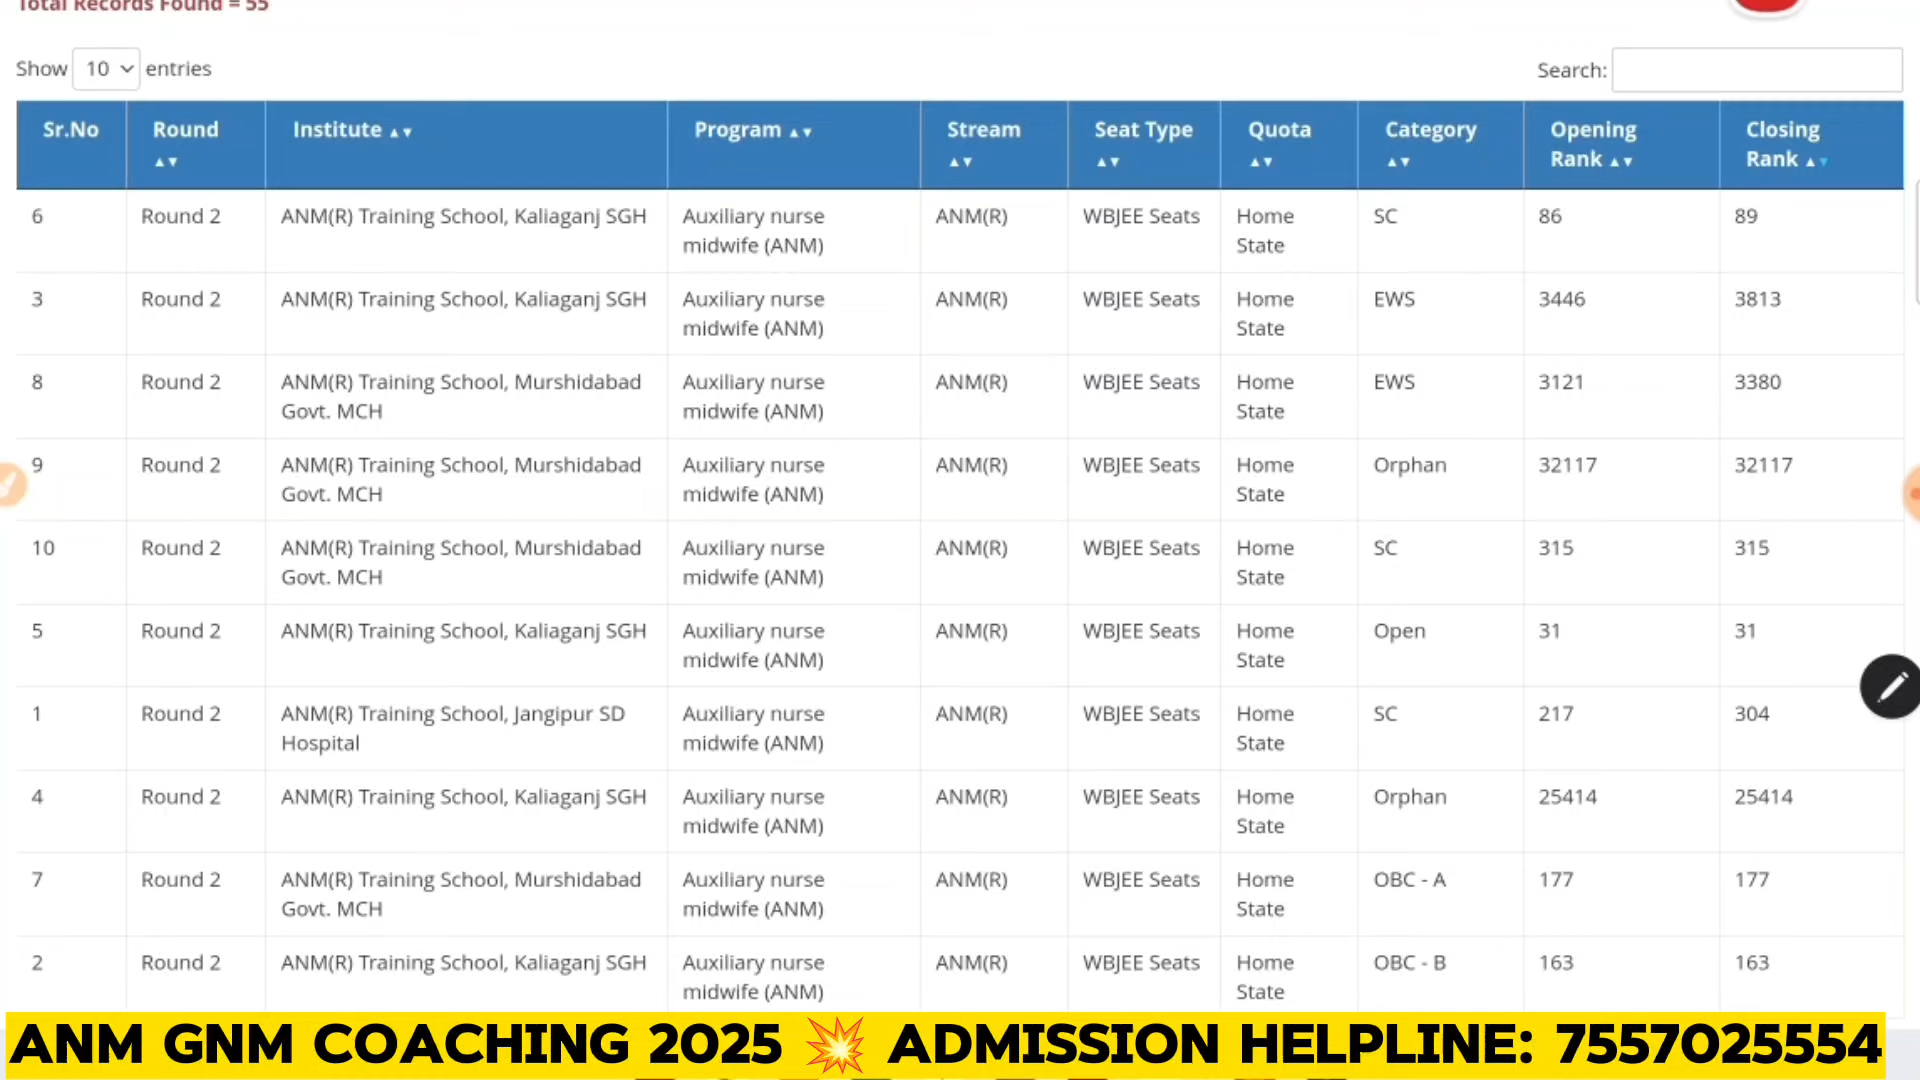 Total Records Found = 55
Show 10 entries Search:
Sr.No Round Institute Program Stream Seat Type Quota Category Opening Rank Closing Rank
6 Round 2 ANM(R) Training School, Kaliaganj SGH Auxiliary nurse midwife (ANM) ANM(R) WBJEE Seats Home State SC 86 89
3 Round 2 ANM(R) Training School, Kaliaganj SGH Auxiliary nurse midwife (ANM) ANM(R) WBJEE Seats Home State EWS 3446 3813
8 Round 2 ANM(R) Training School, Murshidabad Govt. MCH Auxiliary nurse midwife (ANM) ANM(R) WBJEE Seats Home State EWS 3121 3380
9 Round 2 ANM(R) Training School, Murshidabad Govt. MCH Auxiliary nurse midwife (ANM) ANM(R) WBJEE Seats Home State Orphan 32117 32117
10 Round 2 ANM(R) Training School, Murshidabad Govt. MCH Auxiliary nurse midwife (ANM) ANM(R) WBJEE Seats Home State SC 315 315
5 Round 2 ANM(R) Training School, Kaliaganj SGH Auxiliary nurse midwife (ANM) ANM(R) WBJEE Seats Home State Open 31 31
1 Round 2 ANM(R) Training School, Jangipur SD Hospital Auxiliary nurse midwife (ANM) ANM(R) WBJEE Seats Home State SC 217 304
4 Round 2 ANM(R) Training School, Kaliaganj SGH Auxiliary nurse midwife (ANM) ANM(R) WBJEE Seats Home State Orphan 25414 25414
7 Round 2 ANM(R) Training School, Murshidabad Govt. MCH Auxiliary nurse midwife (ANM) ANM(R) WBJEE Seats Home State OBC - A 177 177
2 Round 2 ANM(R) Training School, Kaliaganj SGH Auxiliary nurse midwife (ANM) ANM(R) WBJEE Seats Home State OBC - B 163 163
ANM GNM COACHING 2025 💥 ADMISSION HELPLINE: 7557025554